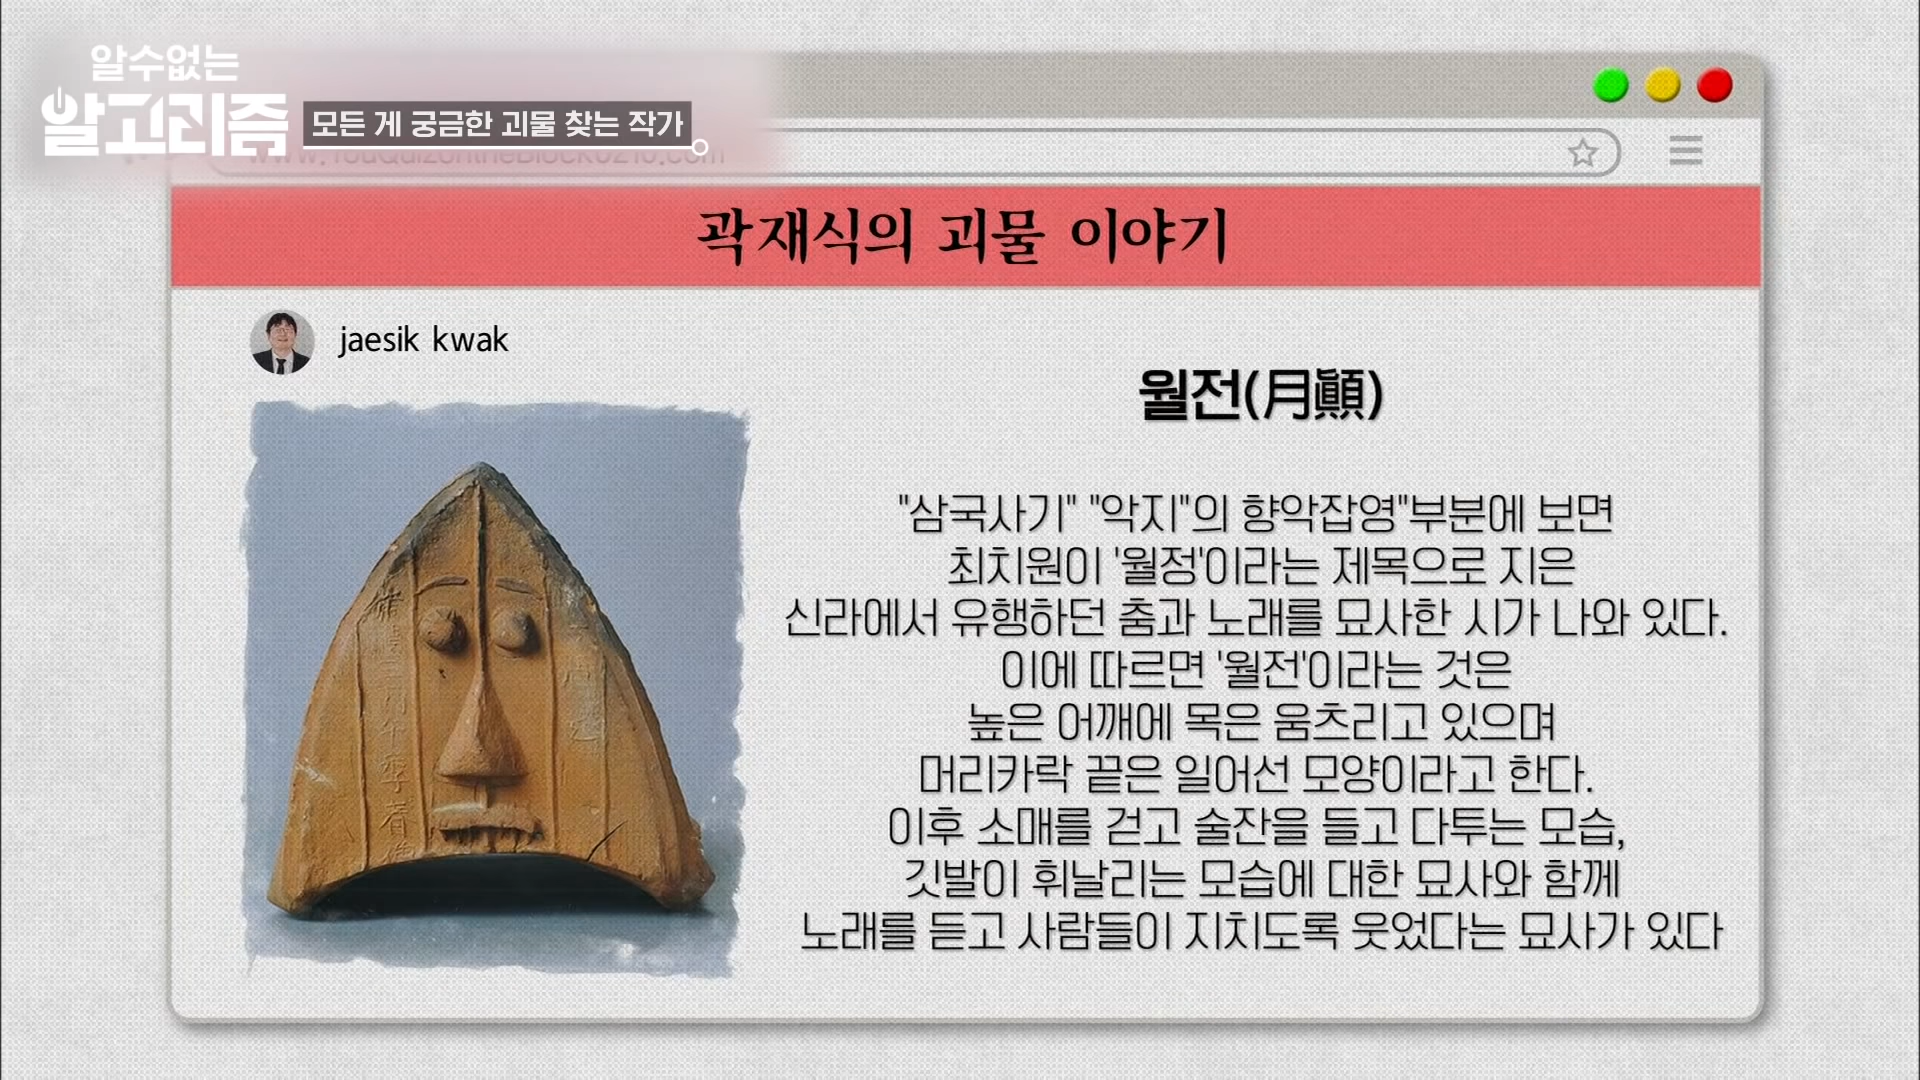 알수없는
알고리즘
모든 게 궁금한 괴물 찾는 작가
곽재식의 괴물 이야기
jaesik kwak
월전(月顚)
"삼국사기" "악지"의 향악잡영"부분에 보면
최치원이 '월정'이라는 제목으로 지은
신라에서 유행하던 춤과 노래를 묘사한 시가 나와 있다.
이에 따르면 '월전'이라는 것은
높은 어깨에 목은 움츠리고 있으며
머리카락 끝은 일어선 모양이라고 한다.
이후 소매를 걷고 술잔을 들고 다투는 모습,
깃발이 휘날리는 모습에 대한 묘사와 함께
노래를 듣고 사람들이 지치도록 웃었다는 묘사가 있다